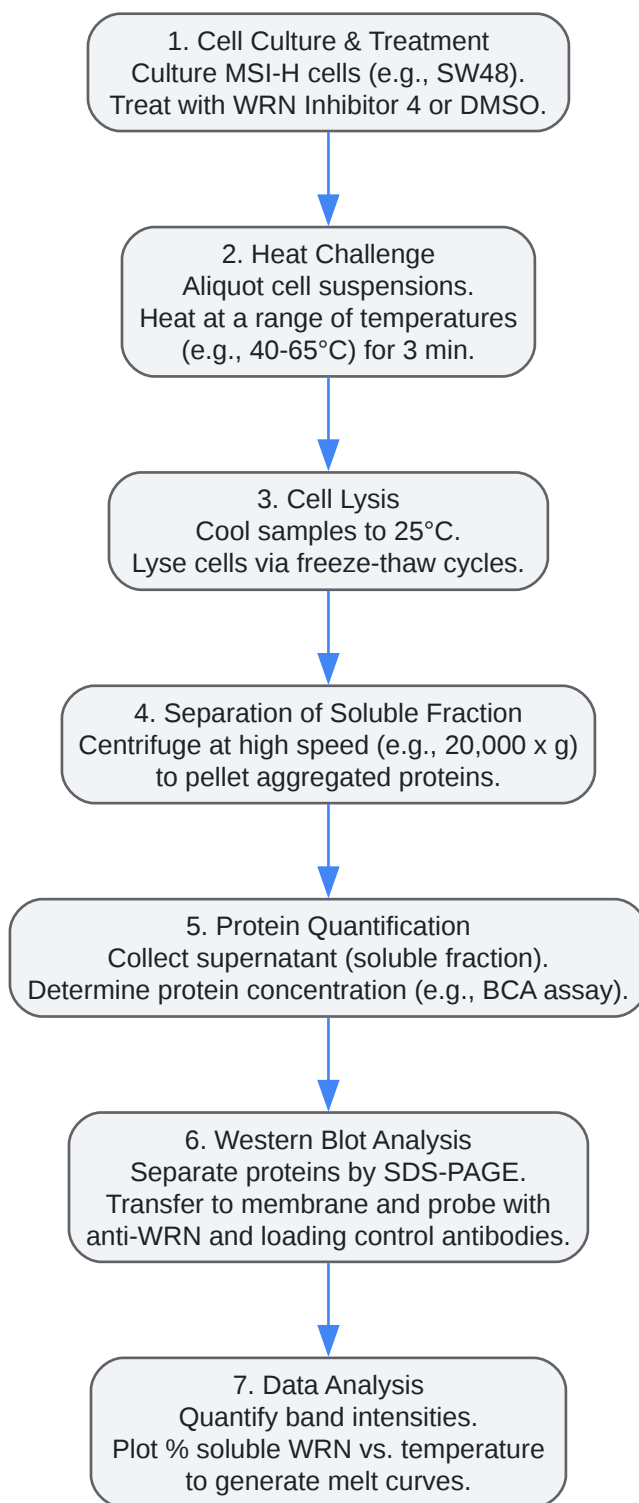 1. Cell Culture & Treatment
Culture MSI-H cells (e.g., SW48).
Treat with WRN Inhibitor 4 or DMSO.
2. Heat Challenge
Aliquot cell suspensions.
Heat at a range of temperatures
(e.g., 40-65°C) for 3 min.
3. Cell Lysis
Cool samples to 25°C.
Lyse cells via freeze-thaw cycles.
4. Separation of Soluble Fraction
Centrifuge at high speed (e.g., 20,000 x g)
to pellet aggregated proteins.
5. Protein Quantification
Collect supernatant (soluble fraction).
Determine protein concentration (e.g., BCA assay).
6. Western Blot Analysis
Separate proteins by SDS-PAGE.
Transfer to membrane and probe with
anti-WRN and loading control antibodies.
7. Data Analysis
Quantify band intensities.
Plot % soluble WRN vs. temperature
to generate melt curves.